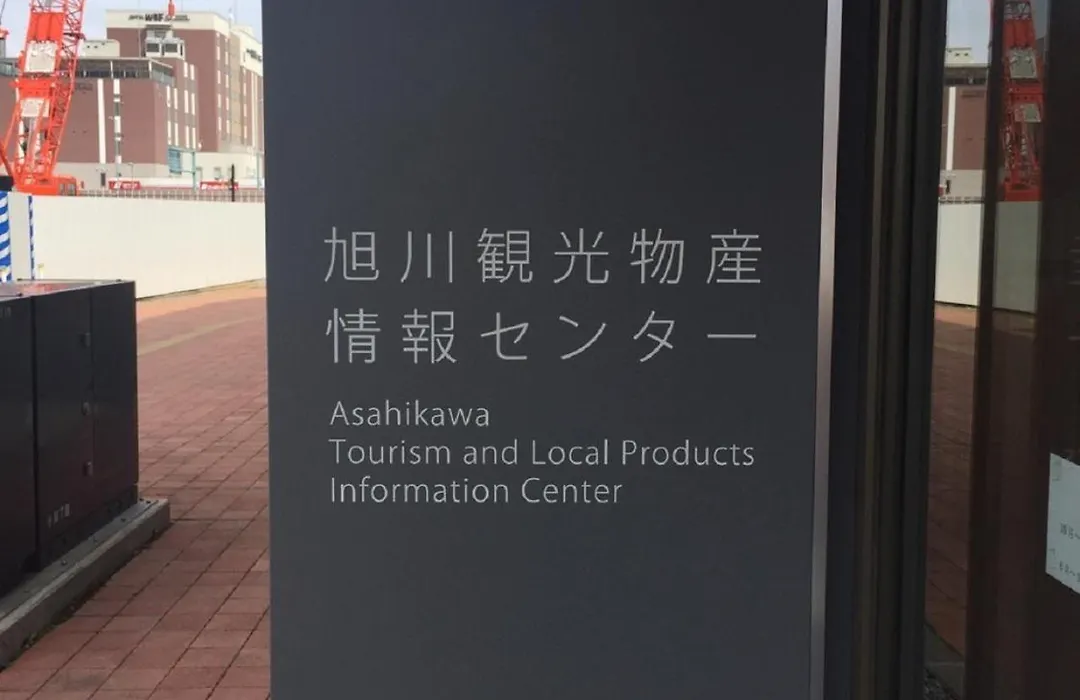 旭川観光物産
情報センター
Asahikawa
Tourism and Local Products
Information Center